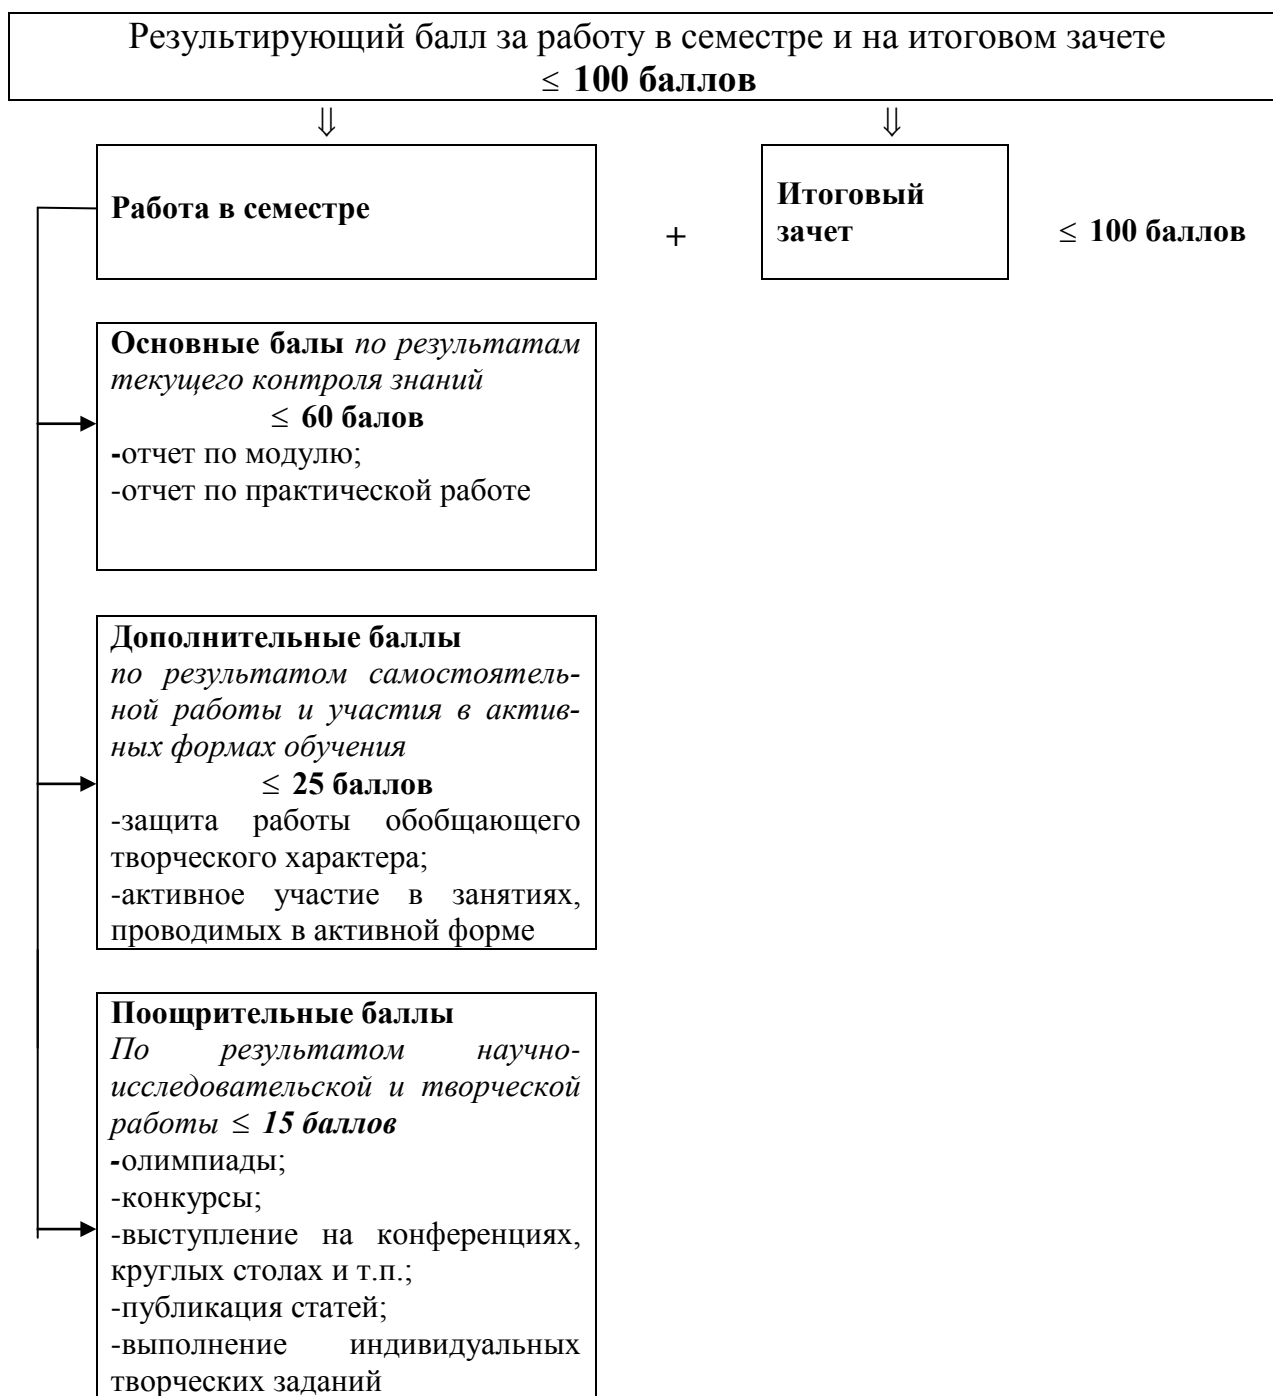 Результирующий балл за работу в семестре и на итоговом зачете
≤ 100 баллов
⇓ ⇓
Работа в семестре
+
Итоговый
зачет
≤ 100 баллов
Основные балы по результатам
текущего контроля знаний
≤ 60 балов
-отчет по модулю;
-отчет по практической работе
Дополнительные баллы
по результатом самостоятель-
ной работы и участия в актив-
ных формах обучения
≤ 25 баллов
-защита работы обобщающего
творческого характера;
-активное участие в занятиях,
проводимых в активной форме
Поощрительные баллы
По результатом научно-
исследовательской и творческой
работы ≤ 15 баллов
-олимпиады;
-конкурсы;
-выступление на конференциях,
круглых столах и т.п.;
-публикация статей;
-выполнение индивидуальных
творческих заданий